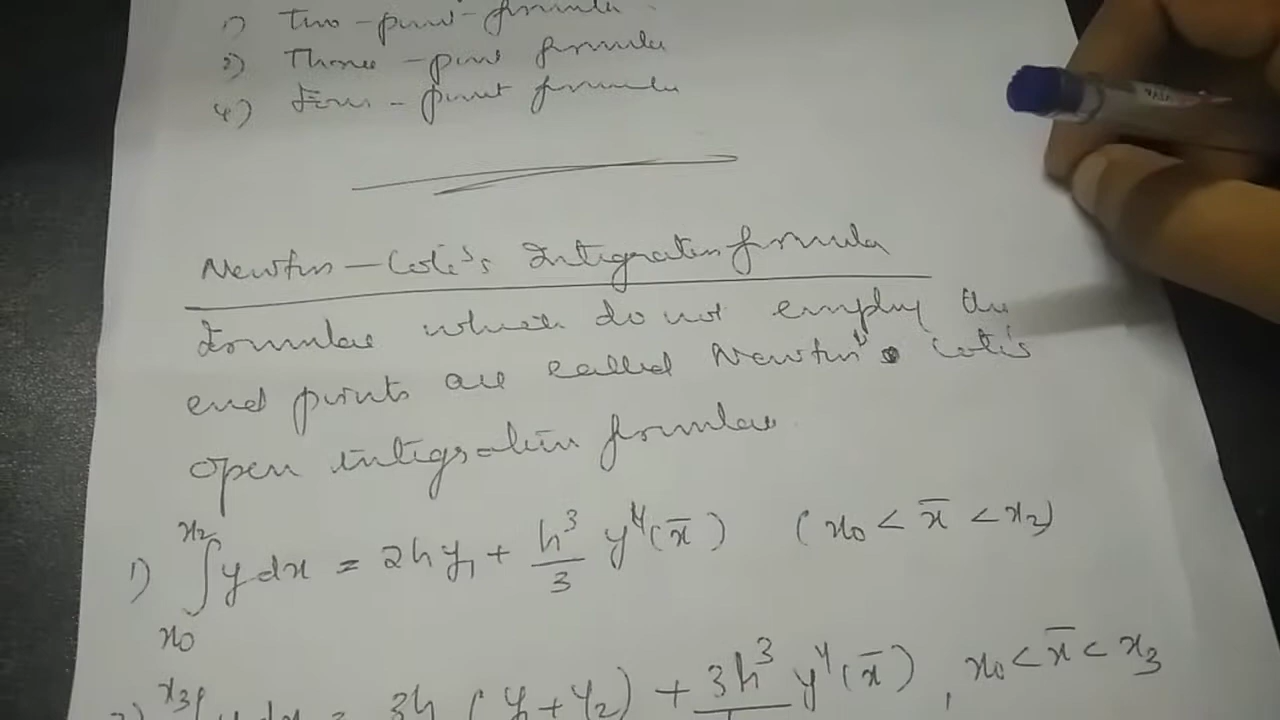 1) Two-point-formula
3) Three-point formula
4) Four-point formula
Newton-Cote's Integration formula
Formulae which do not employ the
end points are called Newton's Cote's
open integration formulae
1) ∫ x0 x2 y dx = 2h y1 + h^3/3 y^4(x̄) (x0 < x̄ < x2)
x3 y dx = 3h (y1 + y2) + 3h^3 y^4(x̄), x0 < x̄ < x3